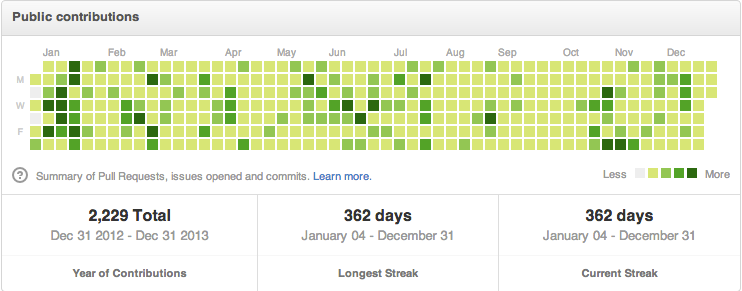 Public contributions
Jan Feb Mar Apr May Jun Jul Aug Sep Oct Nov Dec
M
W
F
? Summary of Pull Requests, issues opened and commits. Learn more. Less More
2,229 Total 362 days 362 days
Dec 31 2012 - Dec 31 2013 January 04 - December 31 January 04 - December 31
Year of Contributions Longest Streak Current Streak